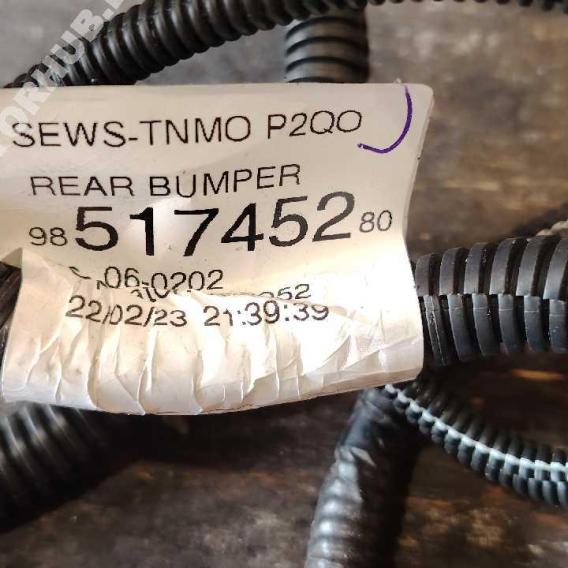 SEWS-TNMO P2QO
REAR BUMPER
98 517452 80
06-0202
22/02/23 21:39:39